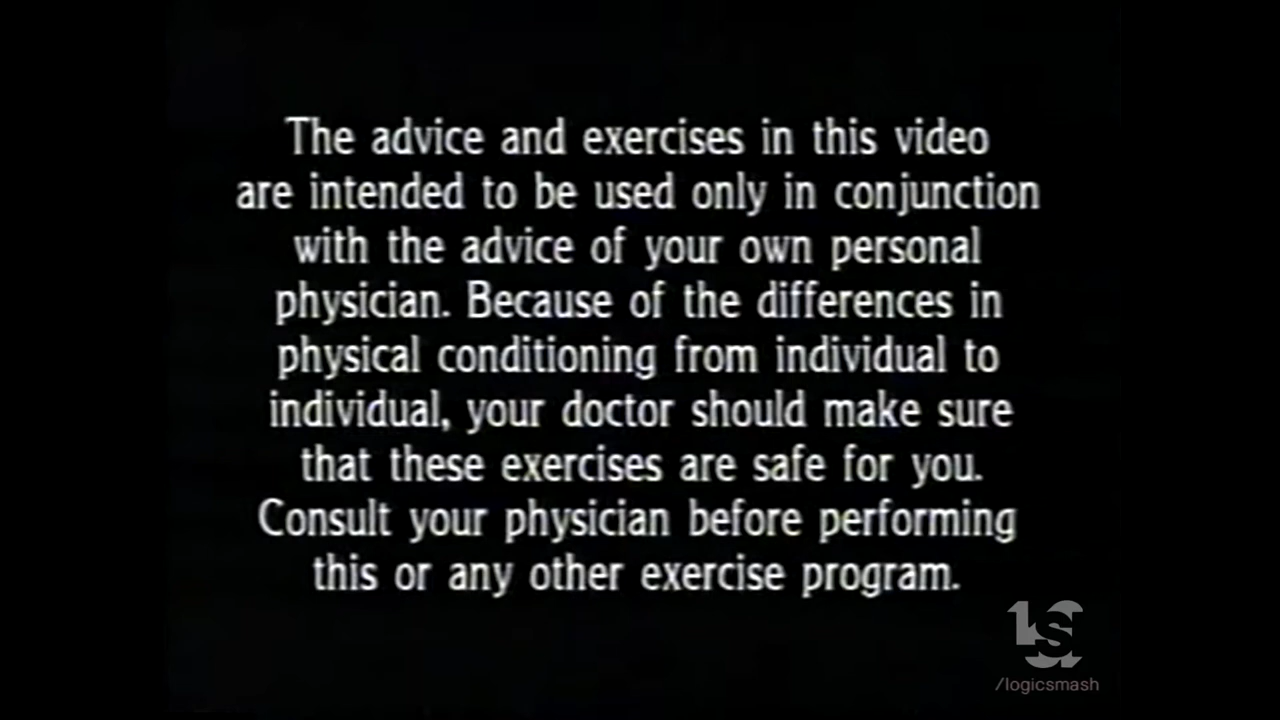 The advice and exercises in this video
are intended to be used only in conjunction
with the advice of your own personal
physician. Because of the differences in
physical conditioning from individual to
individual, your doctor should make sure
that these exercises are safe for you.
Consult your physician before performing
this or any other exercise program.
1S
/logicsmash